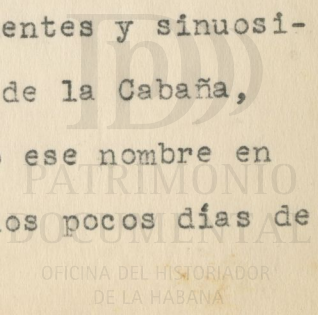 entes y sinuosi-
de la Cabaña,
ese nombre en
os pocos días de
PATRIMONIO
DOCUMENTAL
OFICINA DEL HISTORIADOR
DE LA HABANA